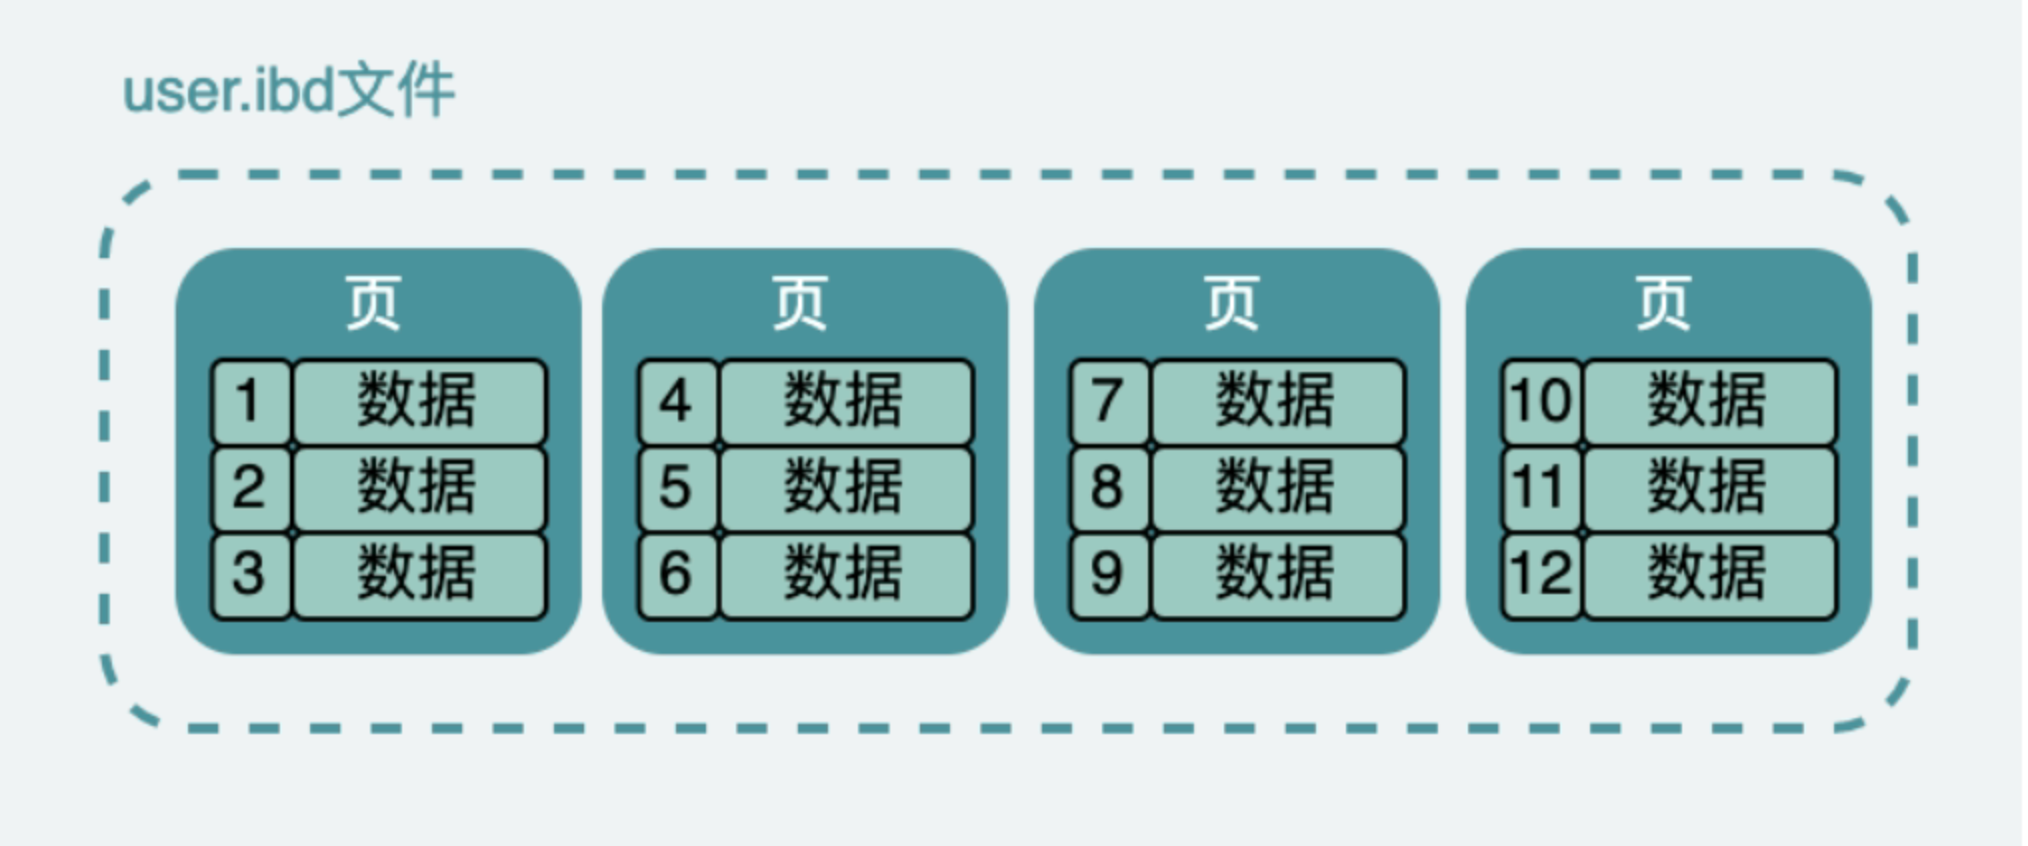 user.ibd文件
页 页 页 页
1 数据 4 数据 7 数据 10 数据
2 数据 5 数据 8 数据 11 数据
3 数据 6 数据 9 数据 12 数据